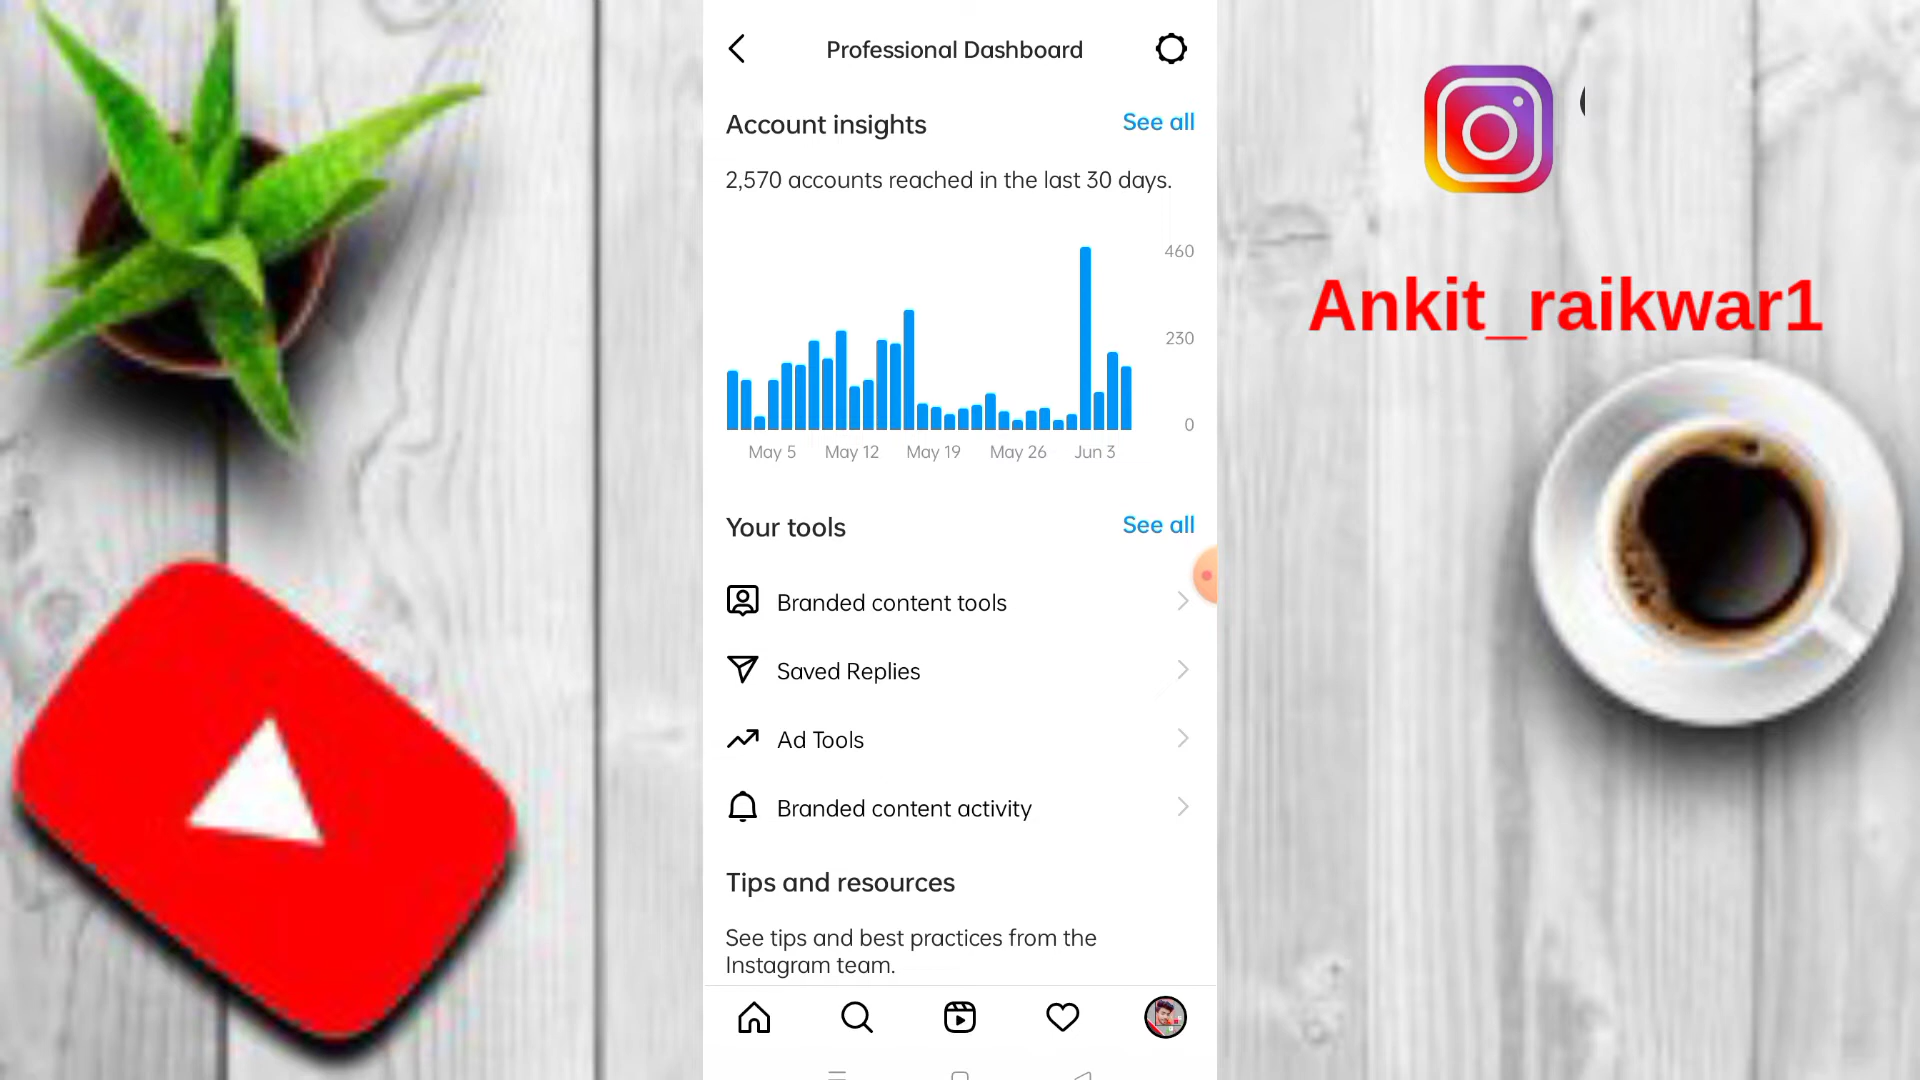 Professional Dashboard
Account insights
See all
2,570 accounts reached in the last 30 days.
460
230
0
May 5
May 12
May 19
May 26
Jun 3
Your tools
See all
Branded content tools
Saved Replies
Ad Tools
Branded content activity
Tips and resources
See tips and best practices from the
Instagram team.
Ankit_raikwar1